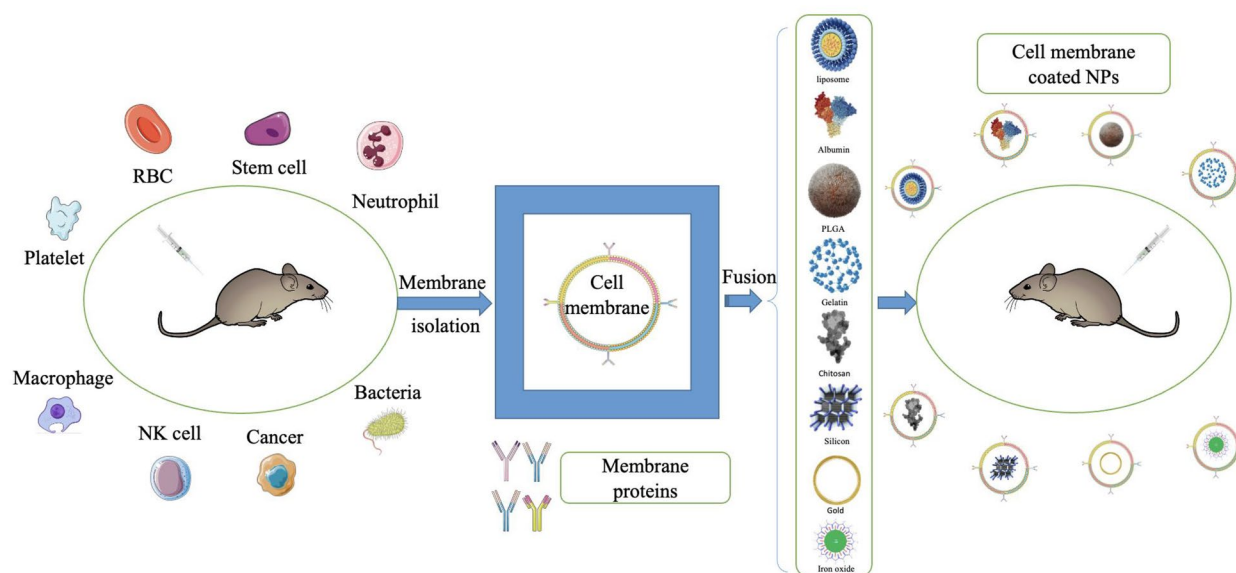 RBC
Stem cell
Neutrophil
Platelet
Macrophage
NK cell
Cancer
Bacteria
Membrane
isolation
Cell
membrane
Membrane
proteins
Fusion
liposome
Albumin
PLGA
Gelatin
Chitosan
Silicon
Gold
Iron oxide
Cell membrane
coated NPs